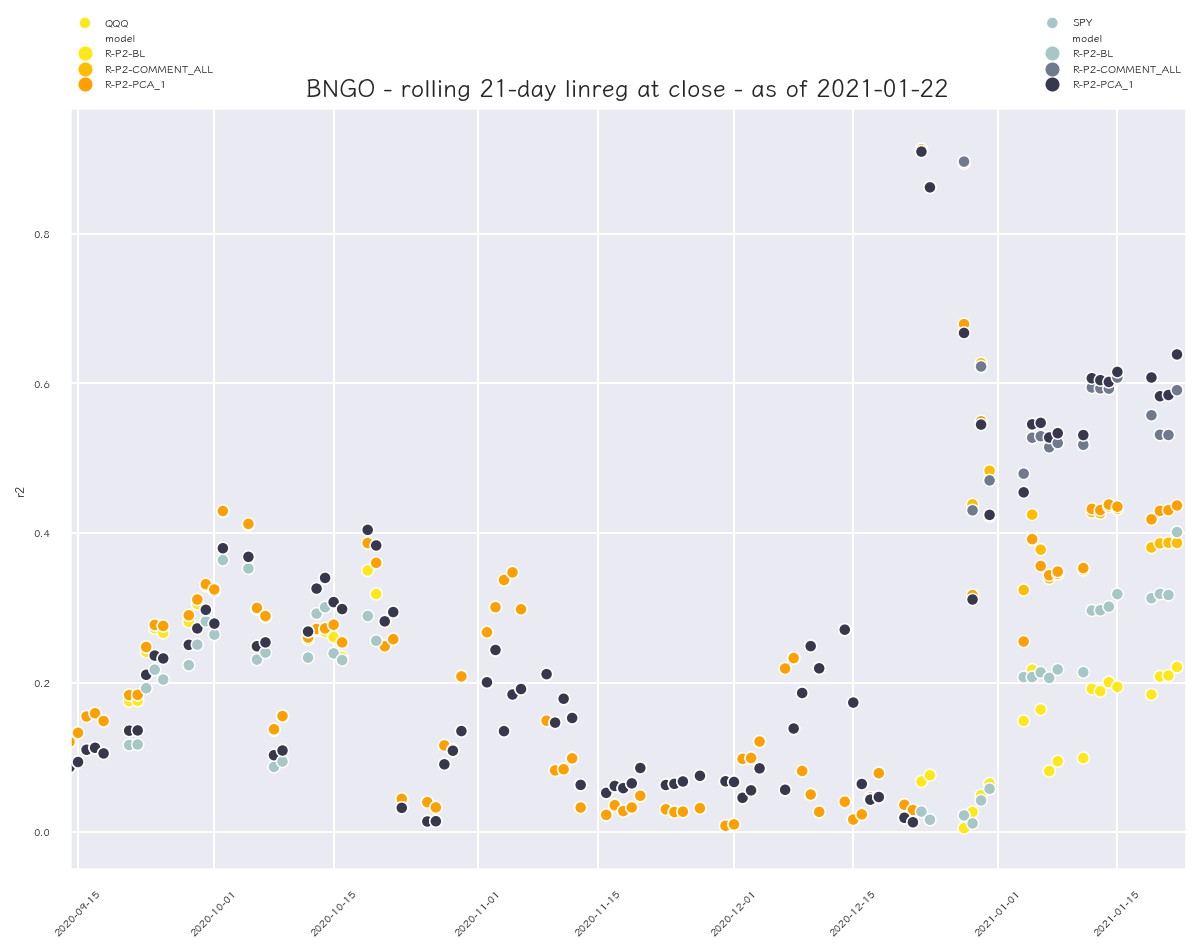 QQQ
model
R-P2-BL
R-P2-COMMENT_ALL
R-P2-PCA_1
SPY
model
R-P2-BL
R-P2-COMMENT_ALL
R-P2-PCA_1
BNGO - rolling 21-day linreg at close - as of 2021-01-22
r2
0.8
0.6
0.4
0.2
0.0
2020-09-15
2020-10-01
2020-10-15
2020-11-01
2020-11-15
2020-12-01
2020-12-15
2021-01-01
2021-01-15